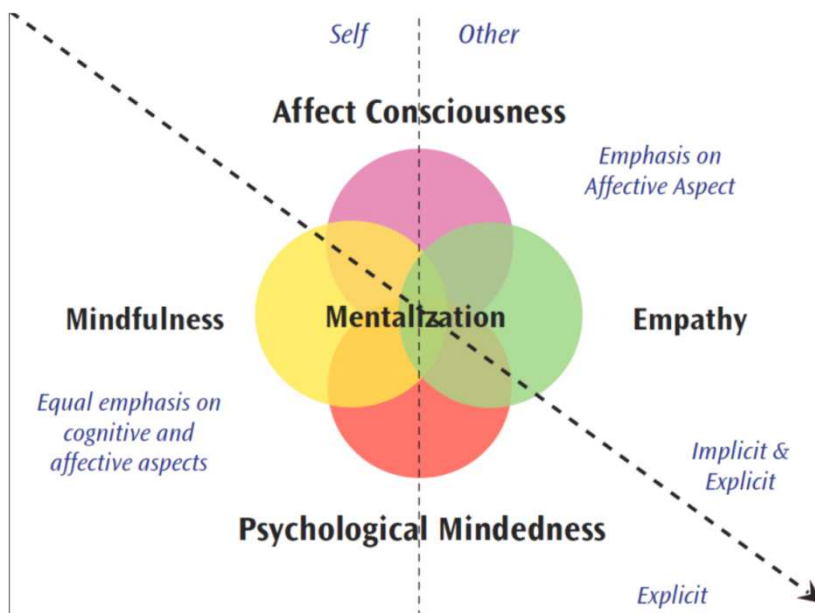 Self Other
Affect Consciousness
Emphasis on
Affective Aspect
Mindfulness Mentalization Empathy
Equal emphasis on
cognitive and
affective aspects
Implicit &
Explicit
Psychological Mindedness
Explicit